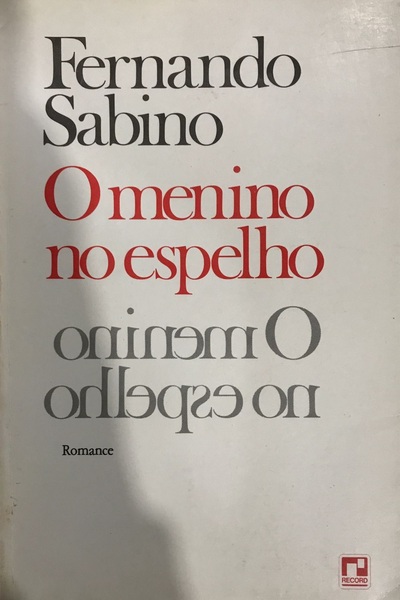 Fernando
Sabino
O menino
no espelho
O menino
no espelho
Romance
RECORD